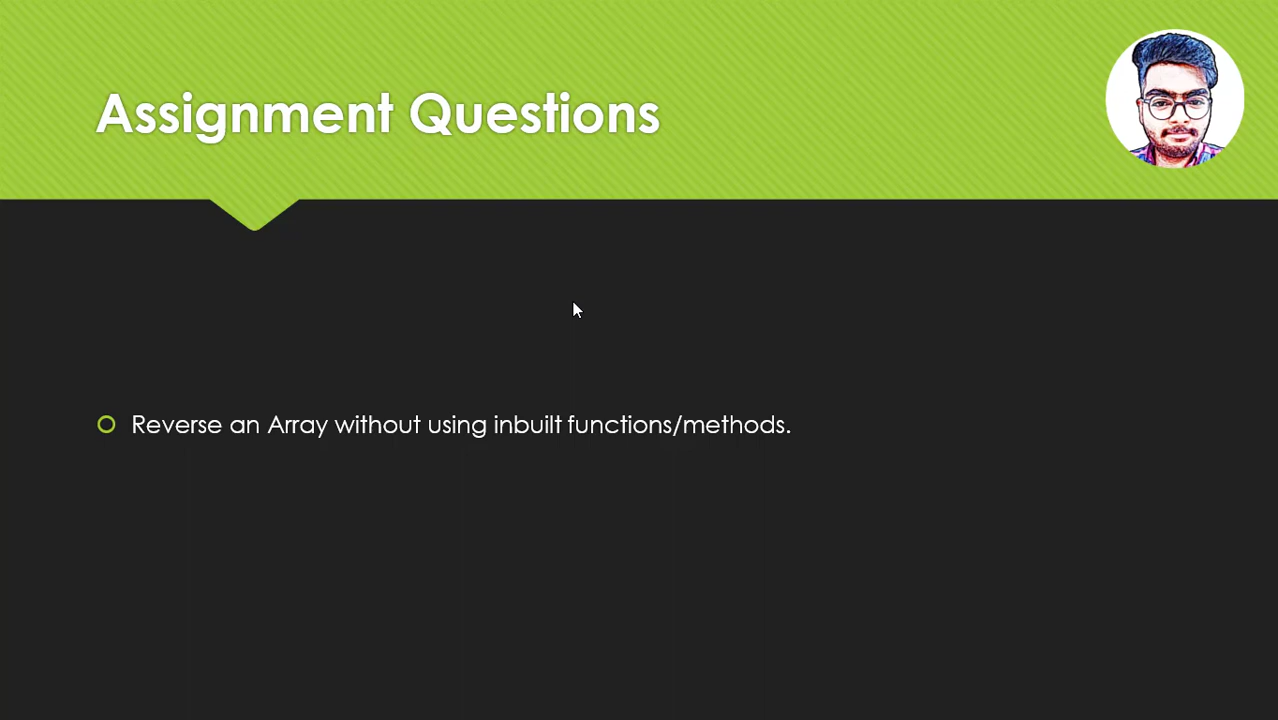 Assignment Questions
Reverse an Array without using inbuilt functions/methods.